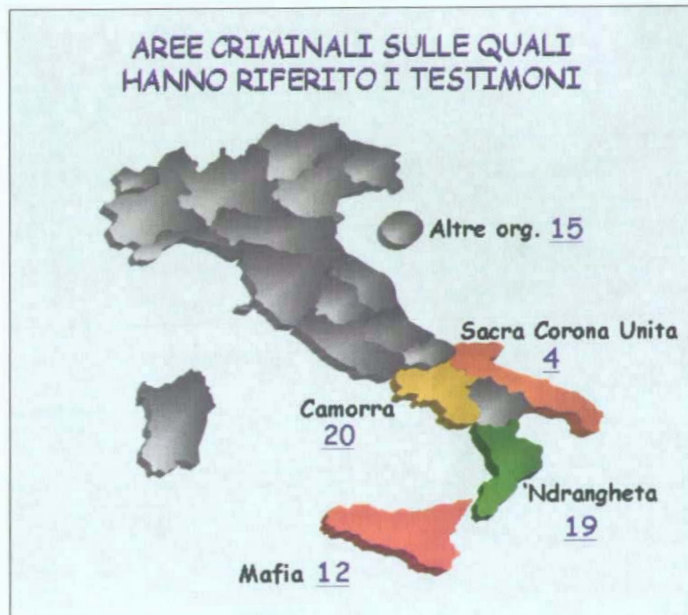 AREE CRIMINALI SULLE QUALI
HANNO RIFERITO I TESTIMONI
Altre org. 15
Sacra Corona Unita
4
Camorra
20
'Ndrangheta
19
Mafia 12